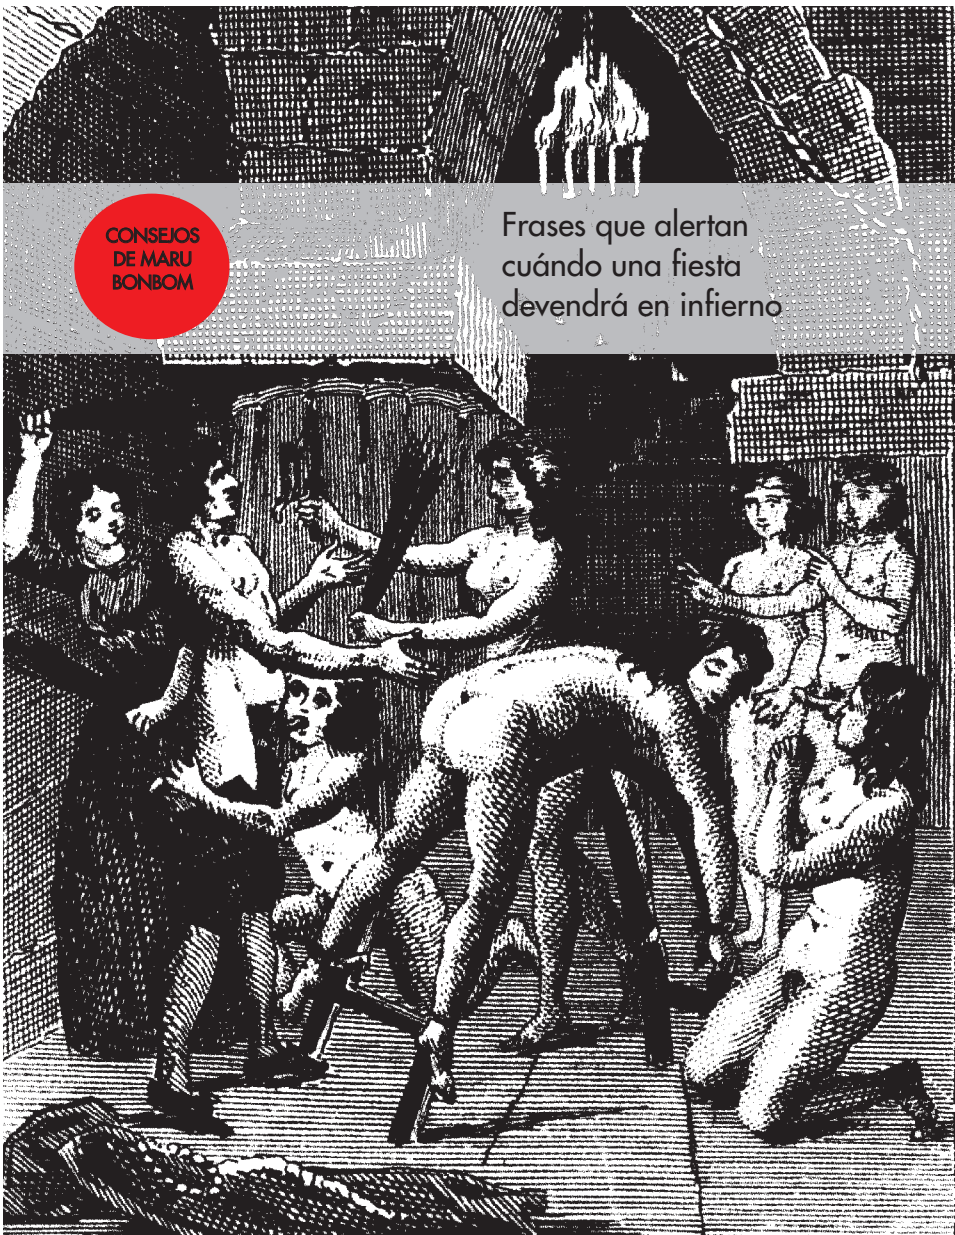 CONSEJOS
DE MARU
BONBOM
Frases que alertan
cuándo una fiesta
devendrá en infierno